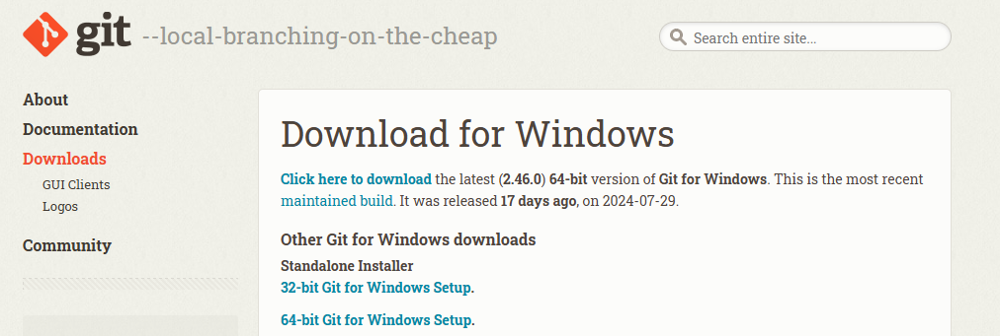 git --local-branching-on-the-cheap
Search entire site...
About
Documentation
Downloads
GUI Clients
Logos
Community
Download for Windows
Click here to download the latest (2.46.0) 64-bit version of Git for Windows. This is the most recent
maintained build. It was released 17 days ago, on 2024-07-29.
Other Git for Windows downloads
Standalone Installer
32-bit Git for Windows Setup.
64-bit Git for Windows Setup.